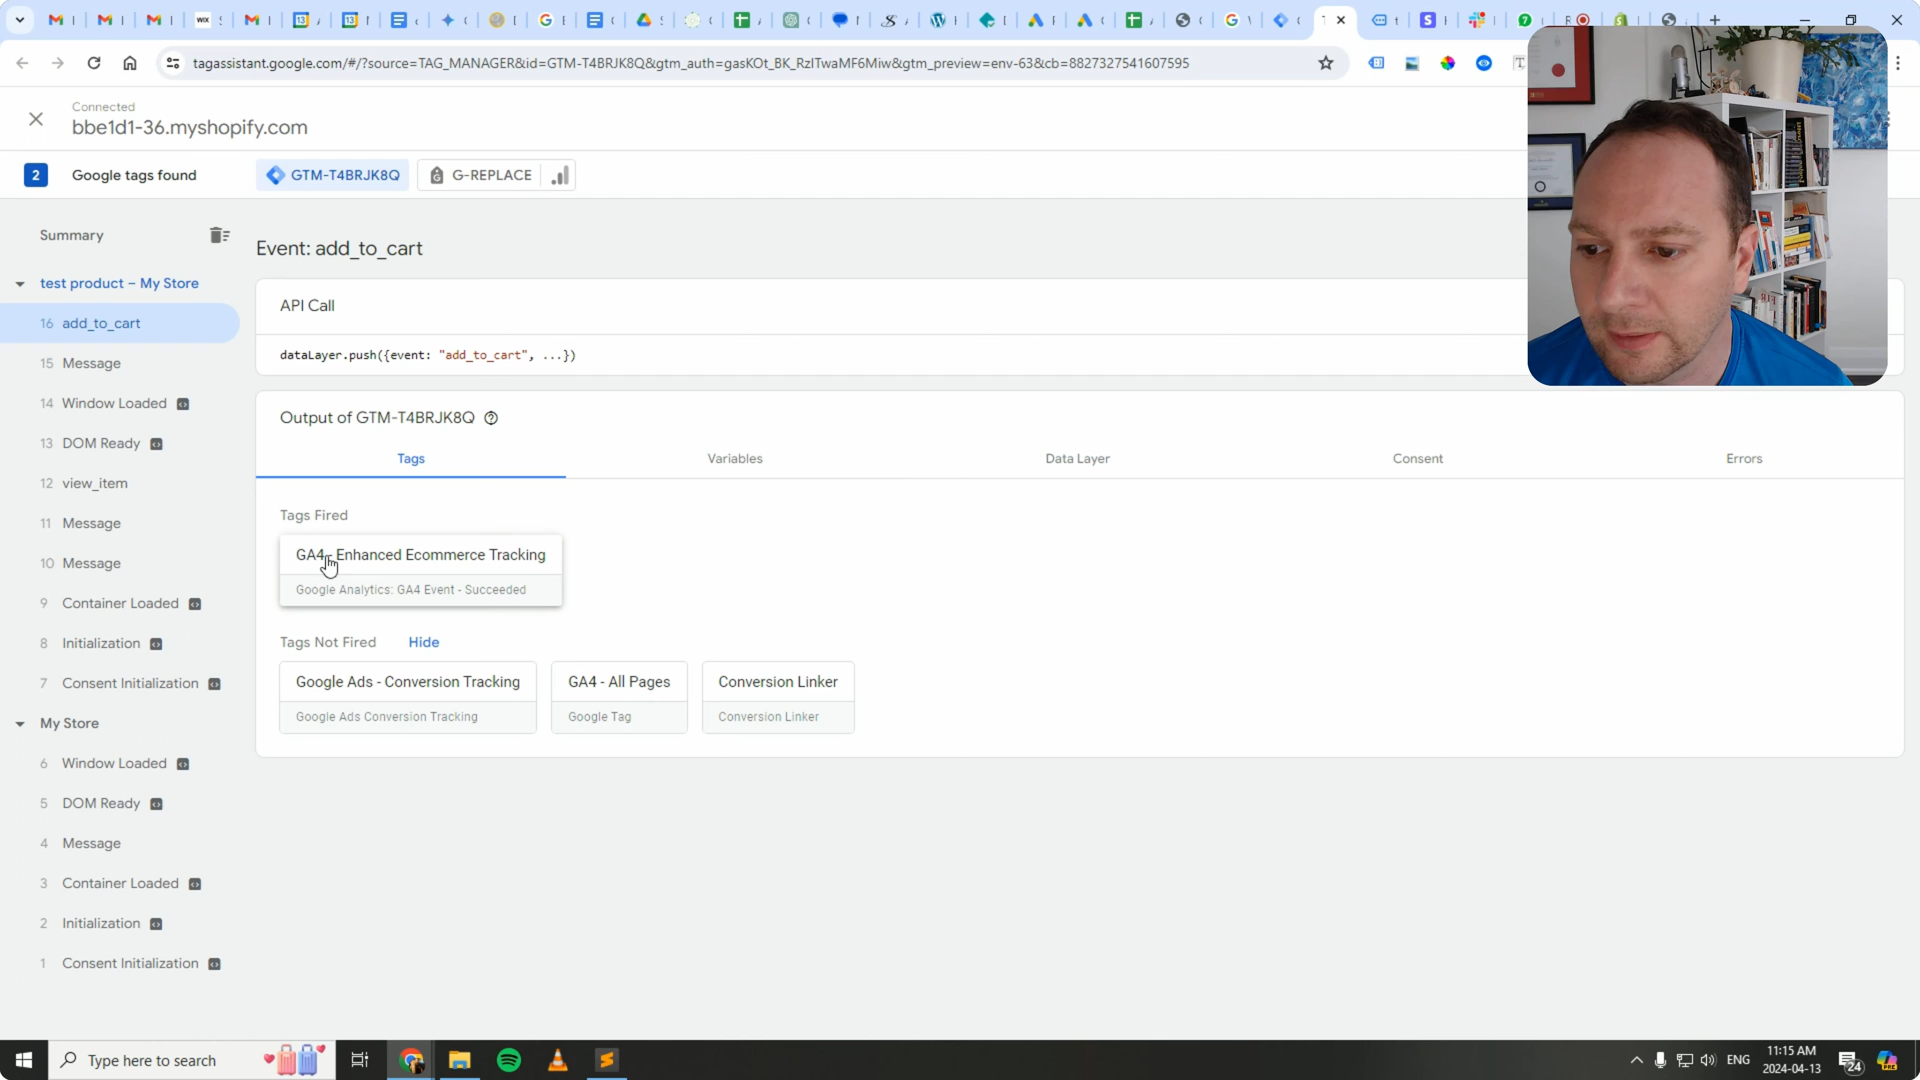 WIX
tagassistant.google.com/#/?source=TAG_MANAGER&id=GTM-T4BRJK8Q&gtm_auth=gasKOt_BK_RzITwaMF6Miw&gtm_preview=env-63&cb=8827327541607595
Connected
bbe1d1-36.myshopify.com
2
Google tags found
GTM-T4BRJK8Q
G-REPLACE
Summary
test product – My Store
16 add_to_cart
15 Message
14 Window Loaded
13 DOM Ready
12 view_item
11 Message
10 Message
9 Container Loaded
8 Initialization
7 Consent Initialization
My Store
6 Window Loaded
5 DOM Ready
4 Message
3 Container Loaded
2 Initialization
1 Consent Initialization
Event: add_to_cart
API Call
dataLayer.push({event: "add_to_cart", ...})
Output of GTM-T4BRJK8Q
Tags
Variables
Data Layer
Consent
Errors
Tags Fired
GA4 - Enhanced Ecommerce Tracking
Google Analytics: GA4 Event - Succeeded
Tags Not Fired
Hide
Google Ads - Conversion Tracking
Google Ads Conversion Tracking
GA4 - All Pages
Google Tag
Conversion Linker
Conversion Linker
Type here to search
ENG
11:15 AM
2024-04-13
24